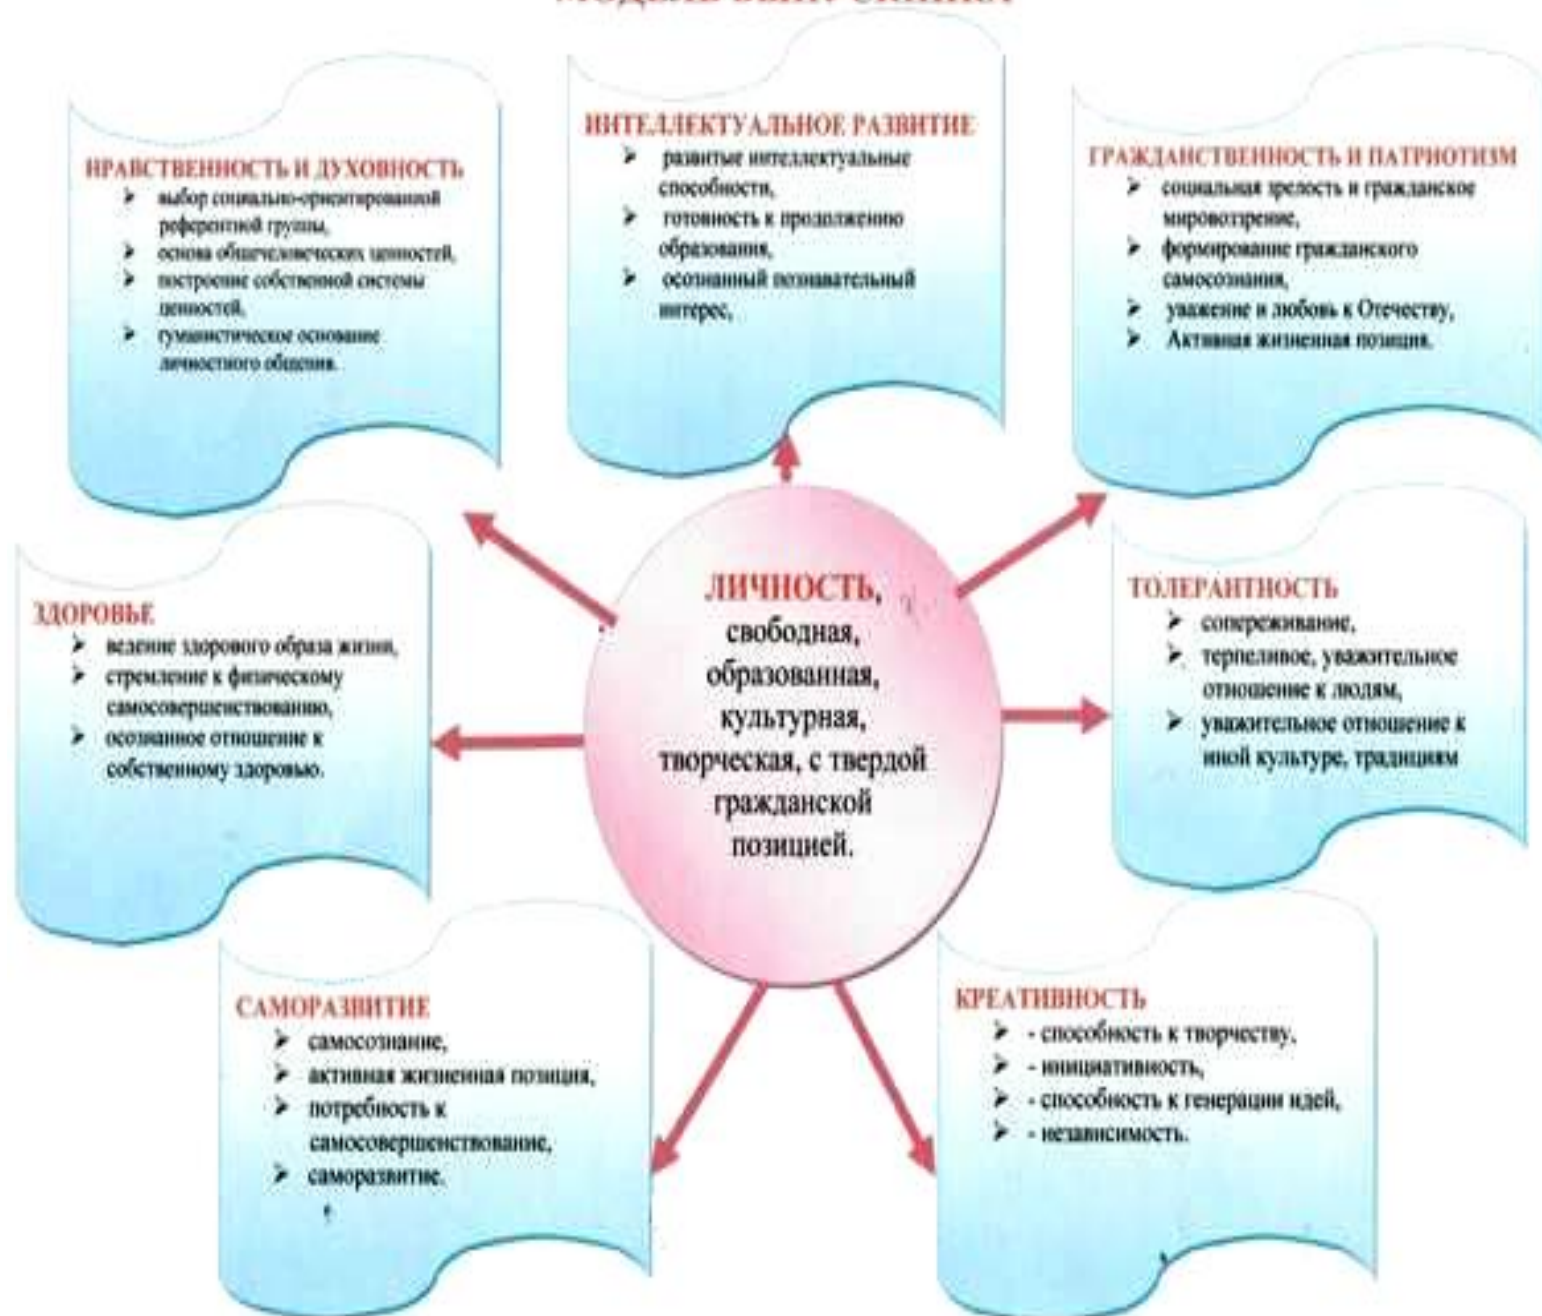 НРАВСТВЕННОСТЬ И ДУХОВНОСТЬ
выбор социально-ориентированной
референтной группы,
основа общечеловеческих ценностей,
построение собственной системы
ценностей,
гуманистическое основание
личностного общения.
ИНТЕЛЛЕКТУАЛЬНОЕ РАЗВИТИЕ
развитые интеллектуальные
способности,
готовность к продолжению
образования,
осознанный познавательный
интерес,
ГРАЖДАНСТВЕННОСТЬ И ПАТРИОТИЗМ
социальная зрелость и гражданское
мировоззрение,
формирование гражданского
самосознания,
уважение и любовь к Отечеству,
Активная жизненная позиция.
ЗДОРОВЬЕ
ведение здорового образа жизни,
стремление к физическому
самосовершенствованию,
осознанное отношение к
собственному здоровью.
ЛИЧНОСТЬ,
свободная,
образованная,
культурная,
творческая, с твердой
гражданской
позицией.
ТОЛЕРАНТНОСТЬ
сопереживание,
терпеливое, уважительное
отношение к людям,
уважительное отношение к
иной культуре, традициям
САМОРАЗВИТИЕ
самосознание,
активная жизненная позиция,
потребность к
самосовершенствование,
саморазвитие.
КРЕАТИВНОСТЬ
- способность к творчеству,
- инициативность,
- способность к генерации идей,
- независимость.